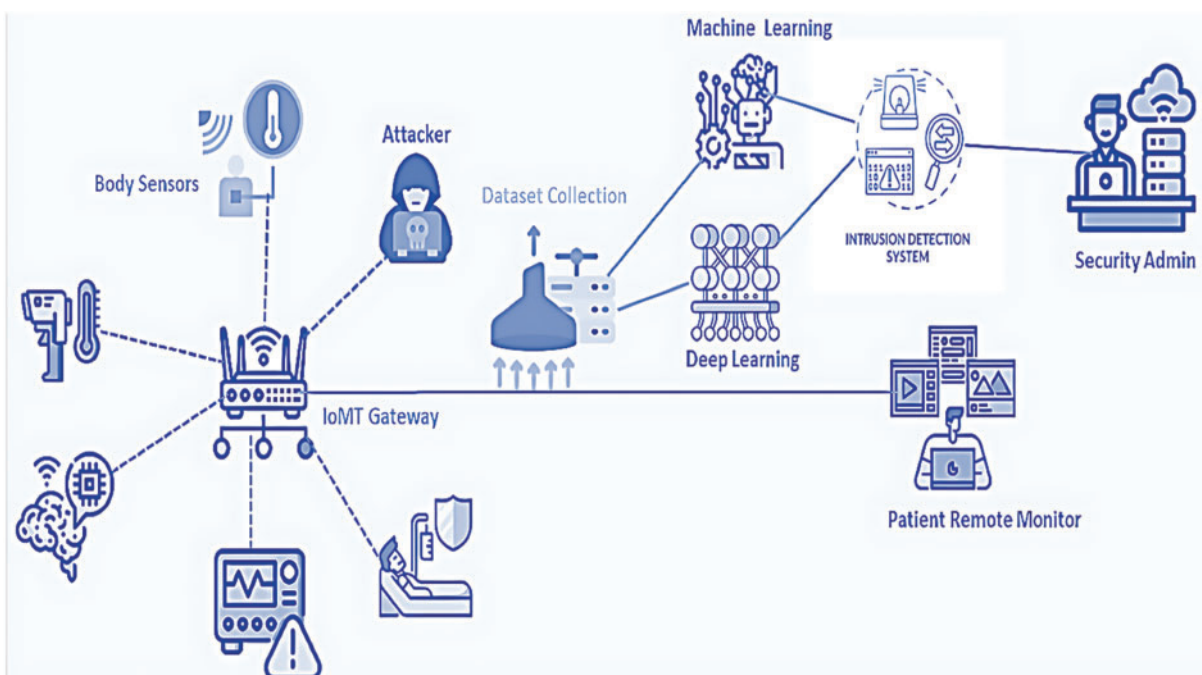 Machine Learning
Attacker
Body Sensors
Dataset Collection
INTRUSION DETECTION
SYSTEM
Security Admin
Deep Learning
IoMT Gateway
Patient Remote Monitor